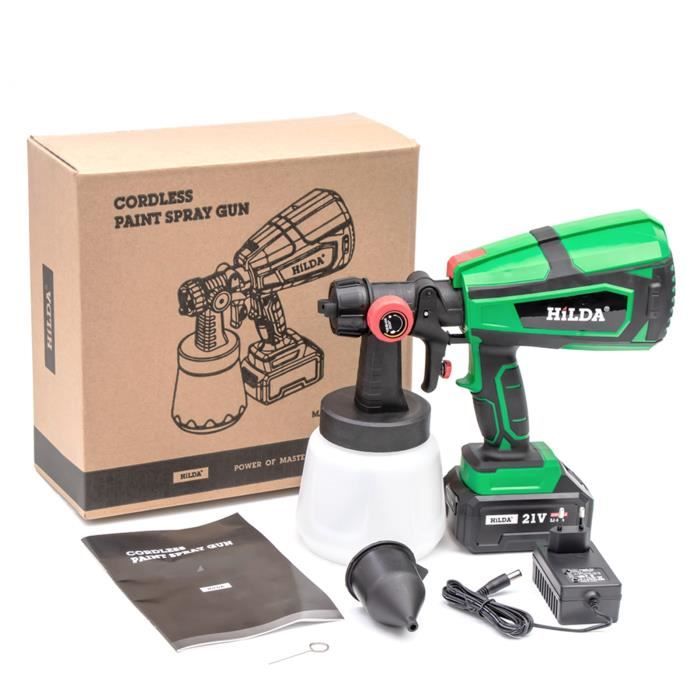 CORDLESS
PAINT SPRAY GUN
HiLDA®
HiLDA®
POWER OF MASTE
HiLDA®
HiLDA®
21V
CORDLESS
PAINT SPRAY GUN
HiLDA